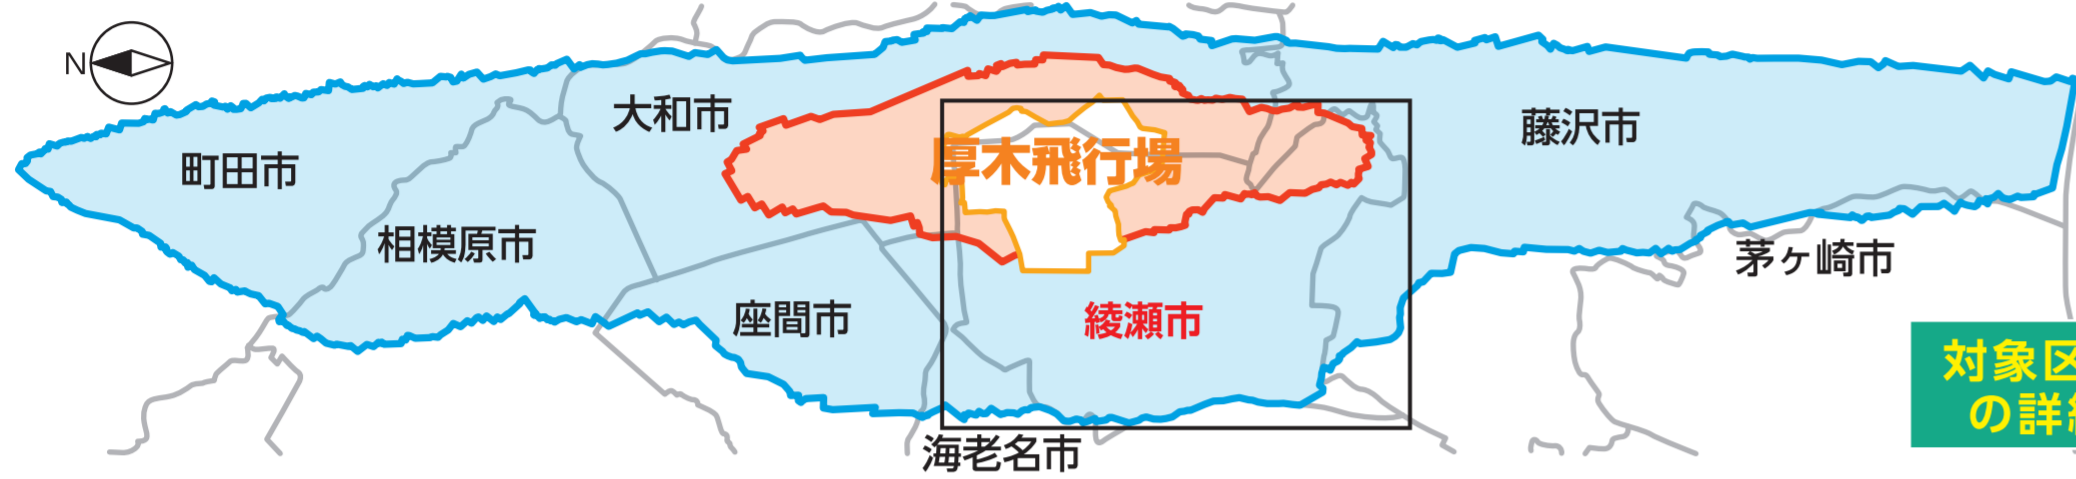 N
大和市
町田市
厚木飛行場
藤沢市
相模原市
茅ヶ崎市
座間市
綾瀬市
海老名市
対象区
の詳